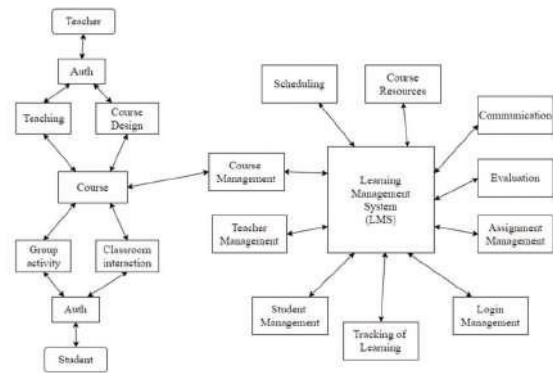 Teacher
Auth
Teaching
Course
Design
Course
Group
activity
Classroom
interaction
Auth
Student
Scheduling
Course
Resources
Communication
Course
Management
Learning
Management
System
(LMS)
Evaluation
Teacher
Management
Assignment
Management
Student
Management
Tracking of
Learning
Login
Management